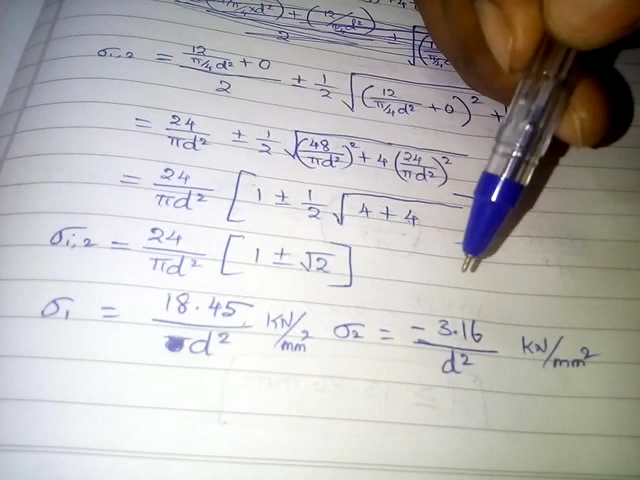 σ₁,₂ = (12/(π/4 d²) + 0)/2 ± 1/2 √((12/(π/4 d²) + 0)² +
= 24/πd² ± 1/2 √((48/πd²)² + 4(24/πd²)²
= 24/πd² [1 ± 1/2 √(4 + 4
σ₁,₂ = 24/πd² [1 ± √2]
σ₁ = 18.45/d² KN/mm² σ₂ = -3.16/d² KN/mm²